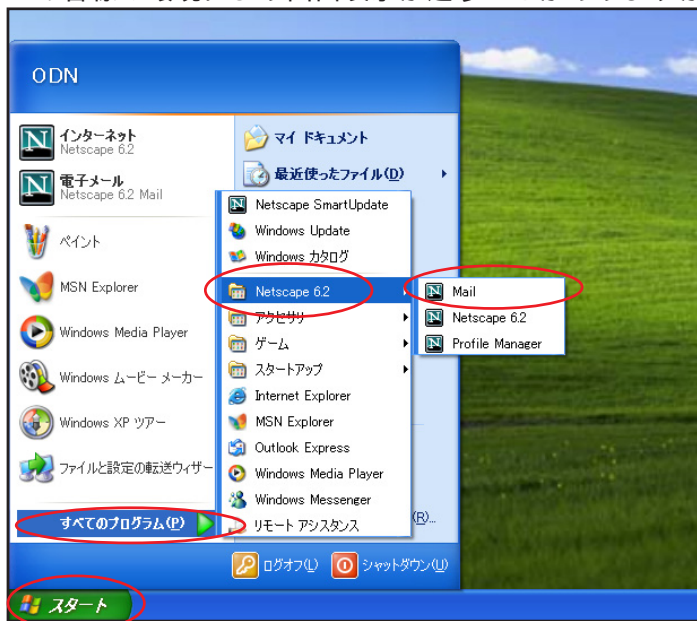 ODN
インターネット
Netscape 6.2
電子メール
Netscape 6.2 Mail
ペイント
MSN Explorer
Windows Media Player
Windows ムービー メーカー
Windows XP ツアー
ファイルと設定の転送ウィザー
すべてのプログラム(P)
マイ ドキュメント
最近使ったファイル(D)
Netscape SmartUpdate
Windows Update
Windows カタログ
Netscape 6.2
アクセサリ
ゲーム
スタートアップ
Internet Explorer
MSN Explorer
Outlook Express
Windows Media Player
Windows Messenger
リモート アシスタンス
(R)...
Mail
Netscape 6.2
Profile Manager
ログオフ(L)
シャットダウン(U)
スタート